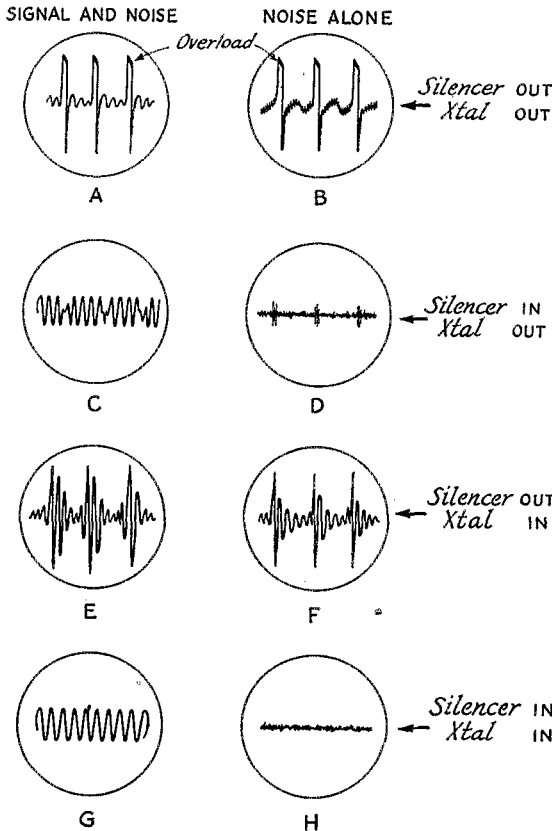 SIGNAL AND NOISE NOISE ALONE
Overload
Silencer OUT
Xtal OUT
A B
Silencer IN
Xtal OUT
C D
Silencer OUT
Xtal IN
E F
Silencer IN
Xtal IN
G H